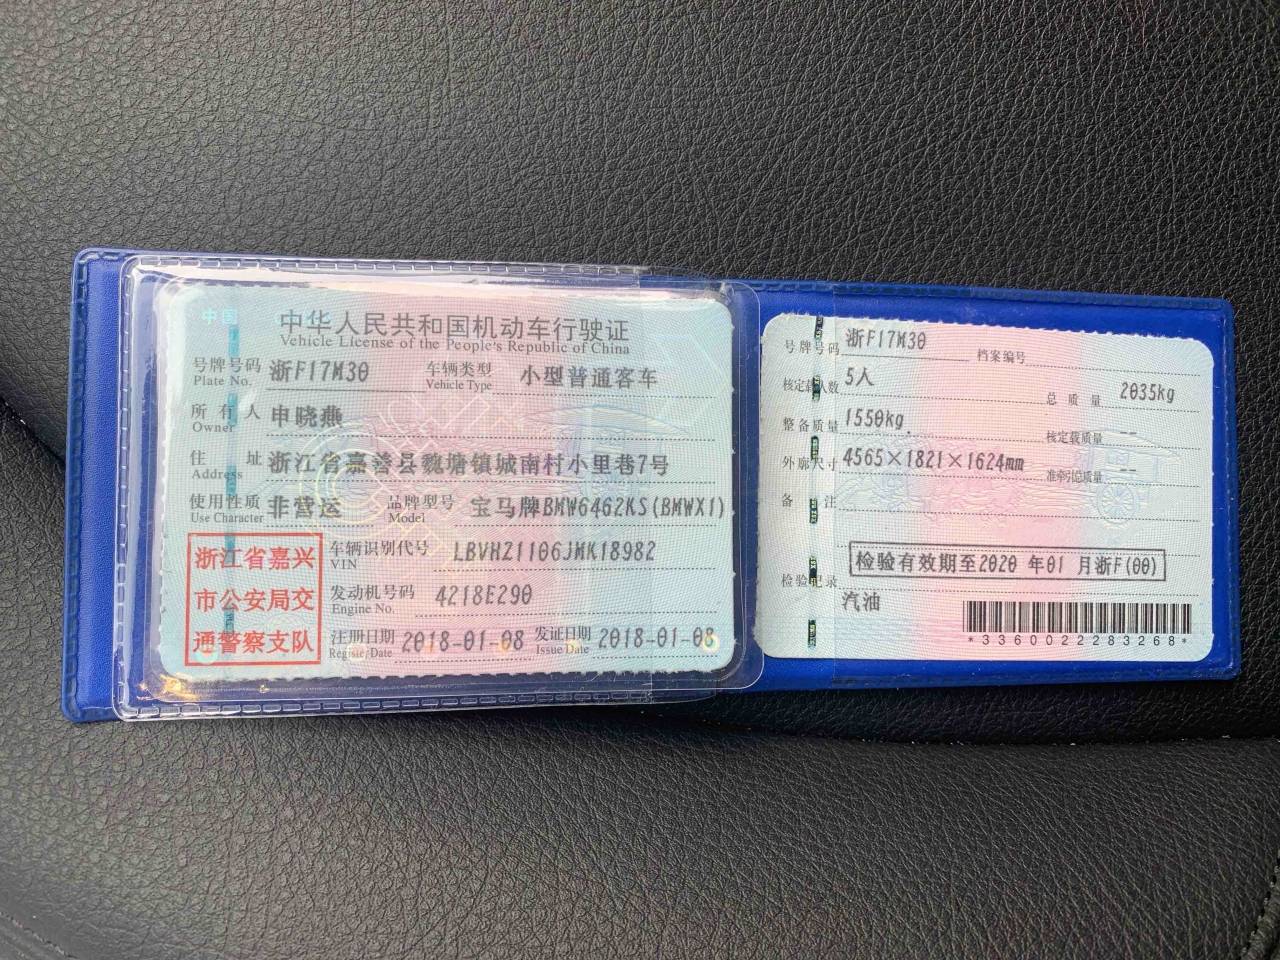 中国
中华人民共和国机动车行驶证
Vehicle License of the People's Republic of China
号牌号码 浙F17M30 车辆类型 小型普通客车
Plate No. Vehicle Type
所有人 申晓燕
Owner
住址 浙江省嘉善县魏塘镇城南村小里巷7号
Address
使用性质 非营运 品牌型号 宝马牌BMW6462KS(BMWX1)
Use Character Model
浙江省嘉兴
市公安局交
通警察支队
车辆识别代号 LBVHZ1106JMK18982
VIN
发动机号码 4218E290
Engine No.
注册日期 2018-01-08 发证日期 2018-01-08
Register Date Issue Date
号牌号码 浙F17M30 档案编号
核定载人数 5人 总质量 2035kg
整备质量 1550kg 核定载质量 --
外廓尺寸 4565×1821×1624mm 准牵引总质量 --
备注
检验有效期至2020年01月浙F(00)
检验记录
汽油
*3360022283268*